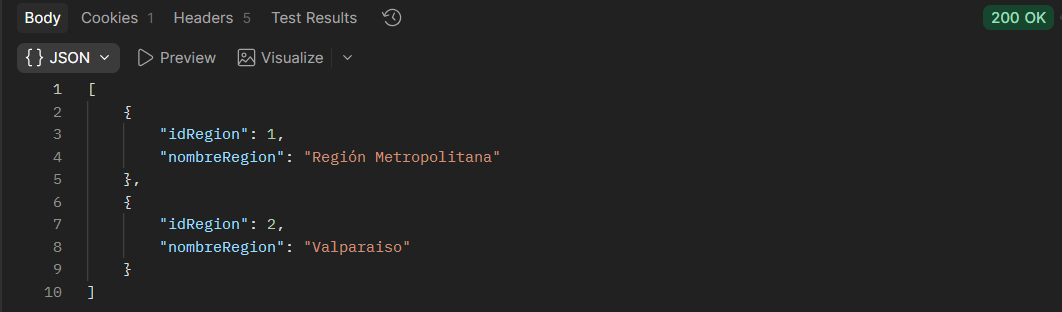 Body Cookies 1 Headers 5 Test Results 200 OK
{} JSON Preview Visualize
1 [
2 {
3 "idRegion": 1,
4 "nombreRegion": "Región Metropolitana"
5 },
6 {
7 "idRegion": 2,
8 "nombreRegion": "Valparaiso"
9 }
10 ]